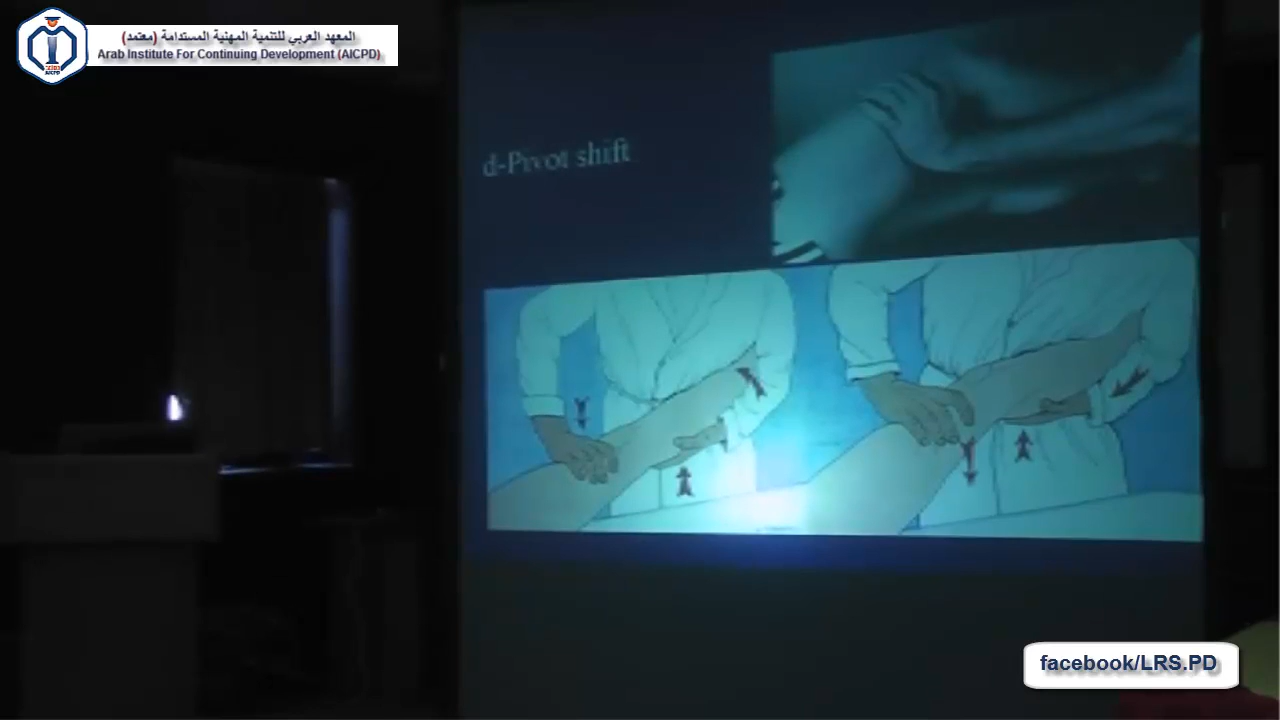 المعهد العربي للتنمية المهنية المستدامة (معتمد)
Arab Institute For Continuing Development (AICPD)
AICPD
d-Pivot shift
facebook/LRS.PD